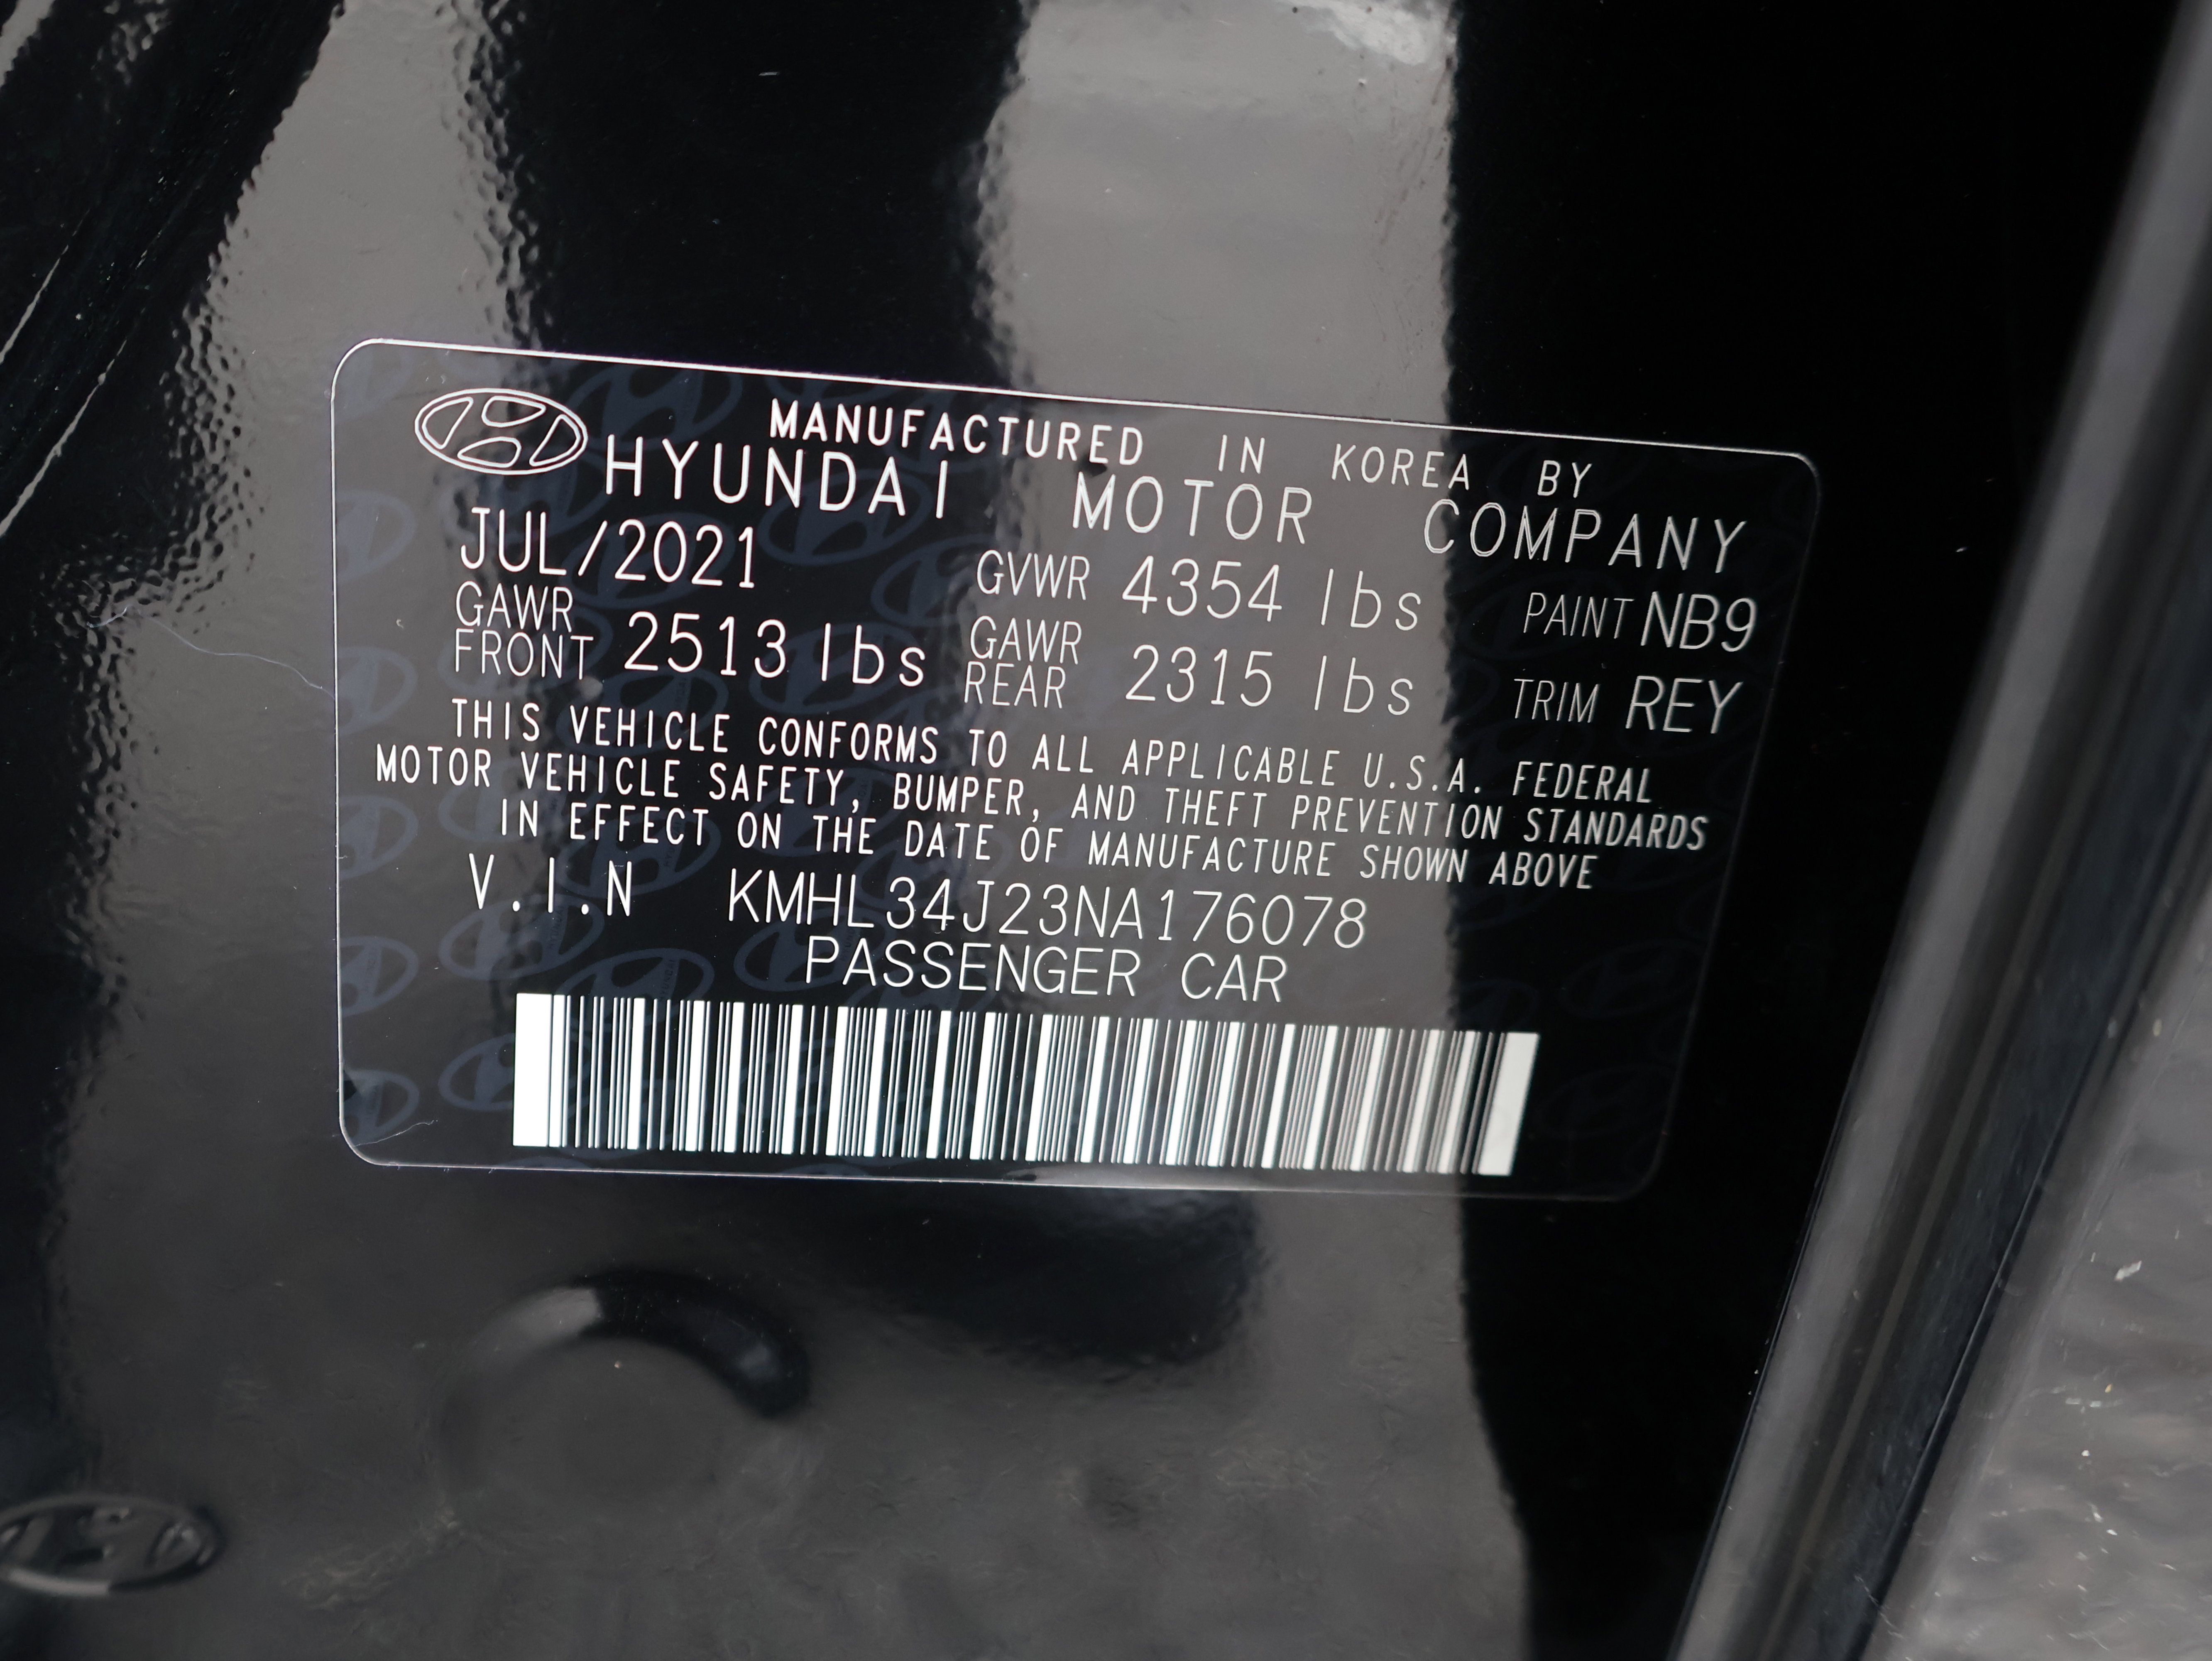 MANUFACTURED IN KOREA BY
HYUNDAI MOTOR COMPANY
JUL/2021 GVWR 4354 lbs PAINT NB9
GAWR FRONT 2513 lbs GAWR REAR 2315 lbs TRIM REY
THIS VEHICLE CONFORMS TO ALL APPLICABLE U.S.A. FEDERAL
MOTOR VEHICLE SAFETY, BUMPER, AND THEFT PREVENTION STANDARDS
IN EFFECT ON THE DATE OF MANUFACTURE SHOWN ABOVE
V.I.N KMHL34J23NA176078
PASSENGER CAR